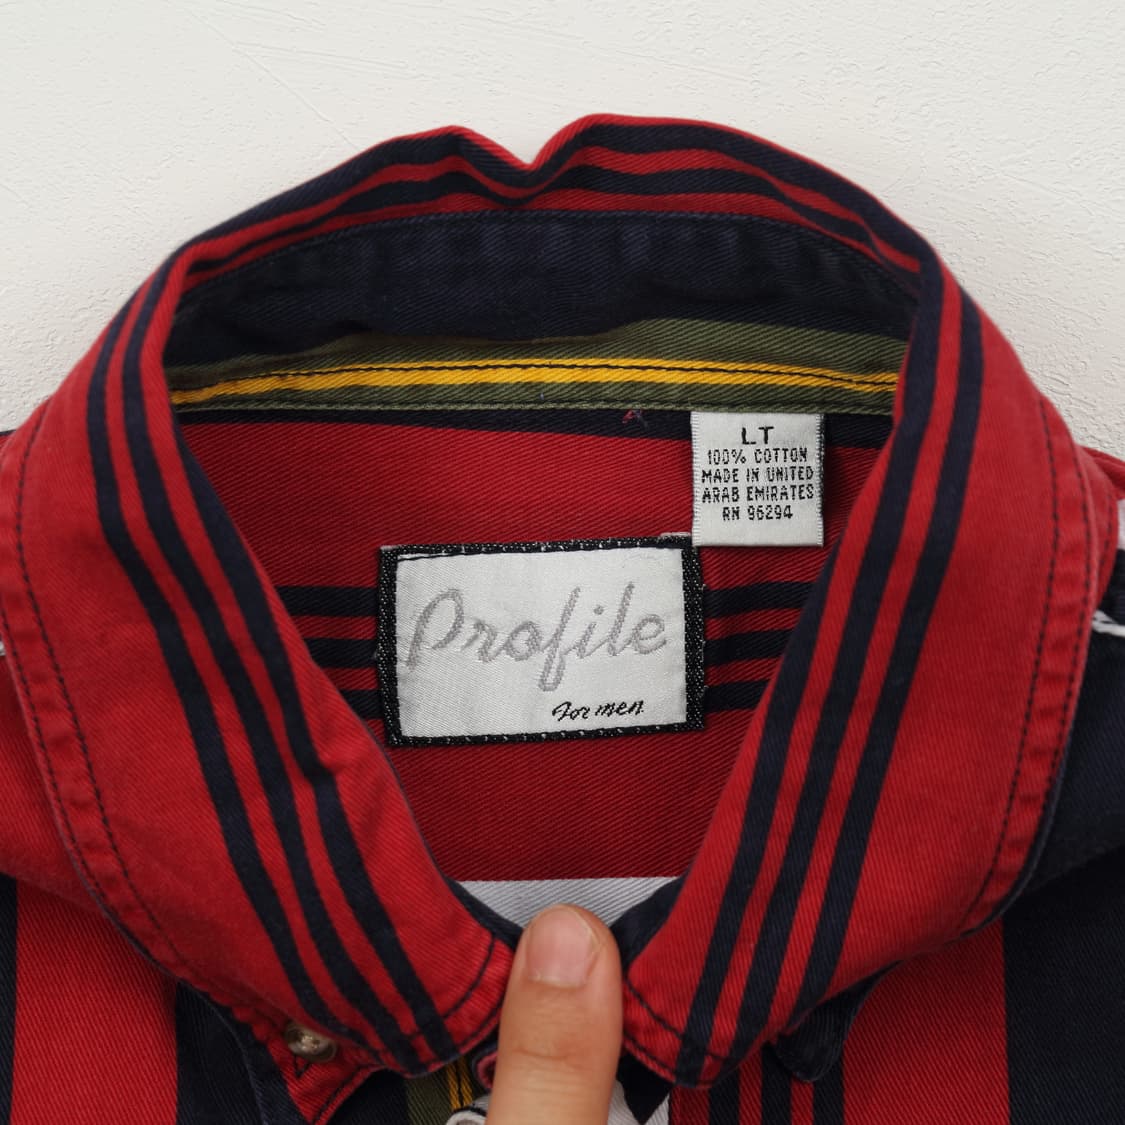 LT
100% COTTON
MADE IN UNITED
ARAB EMIRATES
RN 96294
Profile
For men